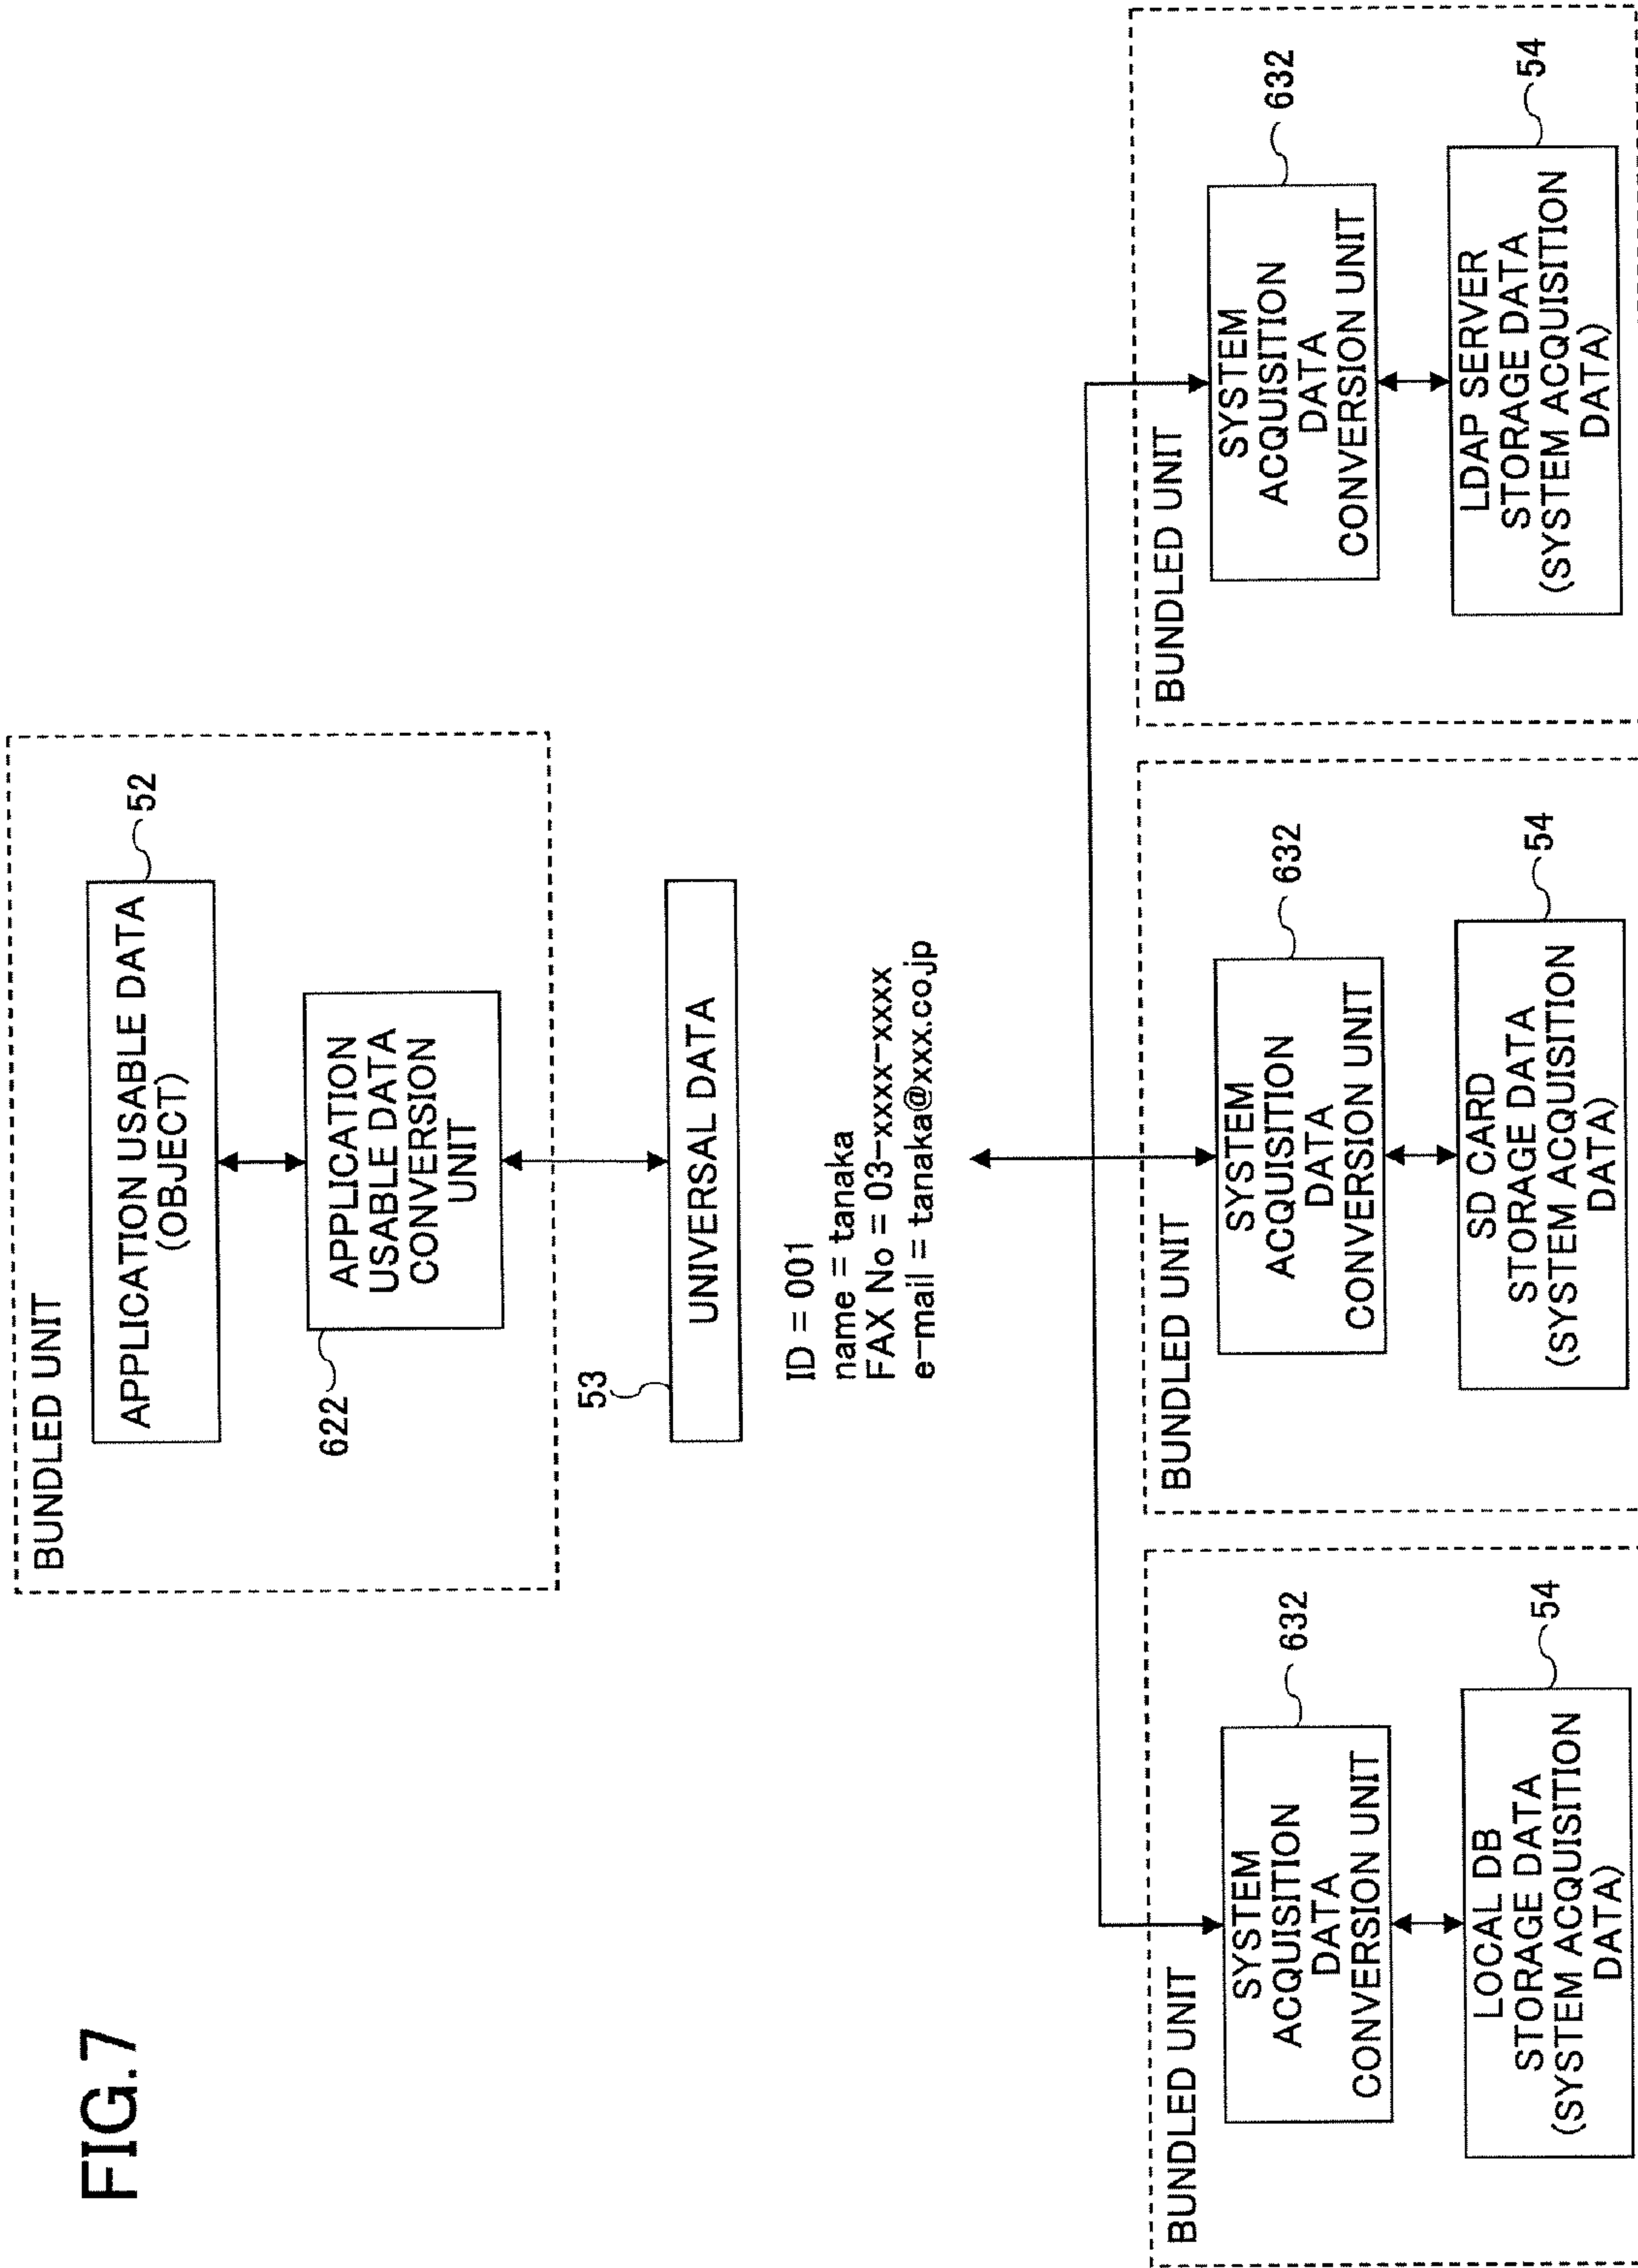 FIG.7
BUNDLED UNIT
APPLICATION USABLE DATA
(OBJECT)
52
APPLICATION
USABLE DATA
CONVERSION
UNIT
622
53
UNIVERSAL DATA
ID = 001
name = tanaka
FAX No = 03-xxxx-xxxx
e-mail = tanaka@xxx.co.jp
BUNDLED UNIT
SYSTEM
ACQUISITION
DATA
CONVERSION UNIT
632
LOCAL DB
STORAGE DATA
(SYSTEM ACQUISITION
DATA)
54
BUNDLED UNIT
SYSTEM
ACQUISITION
DATA
CONVERSION UNIT
632
SD CARD
STORAGE DATA
(SYSTEM ACQUISITION
DATA)
54
BUNDLED UNIT
SYSTEM
ACQUISITION
DATA
CONVERSION UNIT
632
LDAP SERVER
STORAGE DATA
(SYSTEM ACQUISITION
DATA)
54